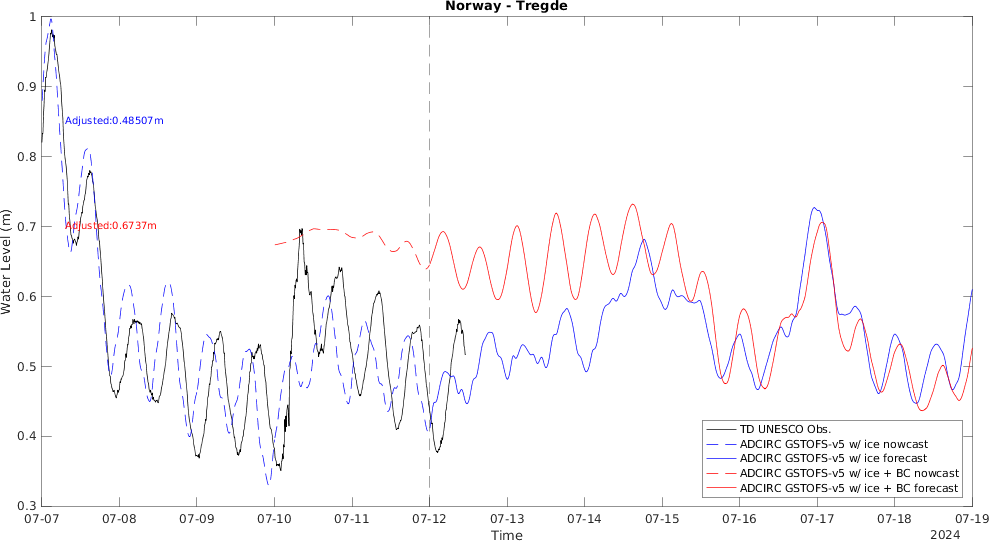 Norway - Tregde
Water Level (m)
1
0.9
0.8
0.7
0.6
0.5
0.4
0.3
Adjusted:0.48507m
Adjusted:0.6737m
TD UNESCO Obs.
ADCIRC GSTOFS-v5 w/ ice nowcast
ADCIRC GSTOFS-v5 w/ ice forecast
ADCIRC GSTOFS-v5 w/ ice + BC nowcast
ADCIRC GSTOFS-v5 w/ ice + BC forecast
07-07 07-08 07-09 07-10 07-11 07-12 07-13 07-14 07-15 07-16 07-17 07-18 07-19
Time
2024